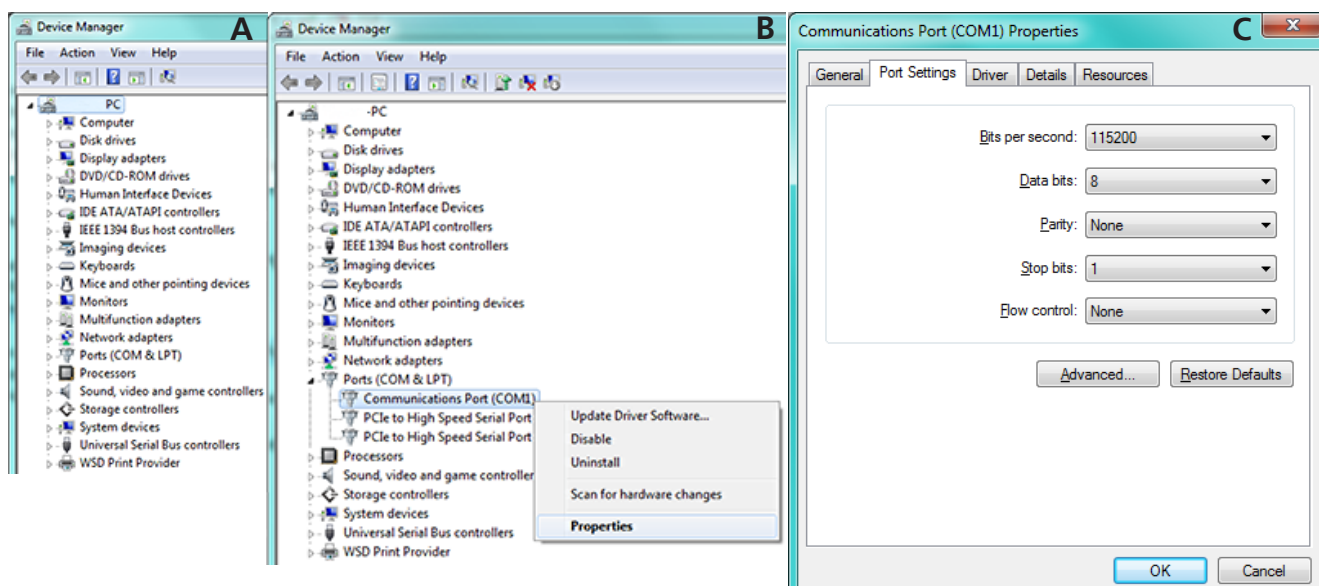 Device Manager
A
File Action View Help
PC
Computer
Disk drives
Display adapters
DVD/CD-ROM drives
Human Interface Devices
IDE ATA/ATAPI controllers
IEEE 1394 Bus host controllers
Imaging devices
Keyboards
Mice and other pointing devices
Monitors
Multifunction adapters
Network adapters
Ports (COM & LPT)
Processors
Sound, video and game controllers
Storage controllers
System devices
Universal Serial Bus controllers
WSD Print Provider
Device Manager
B
File Action View Help
-PC
Computer
Disk drives
Display adapters
DVD/CD-ROM drives
Human Interface Devices
IDE ATA/ATAPI controllers
IEEE 1394 Bus host controllers
Imaging devices
Keyboards
Mice and other pointing devices
Monitors
Multifunction adapters
Network adapters
Ports (COM & LPT)
Communications Port (COM1)
PCIe to High Speed Serial Port
PCIe to High Speed Serial Port
Processors
Sound, video and game controller
Storage controllers
System devices
Universal Serial Bus controllers
WSD Print Provider
Update Driver Software...
Disable
Uninstall
Scan for hardware changes
Properties
Communications Port (COM1) Properties
C
General Port Settings Driver Details Resources
Bits per second: 115200
Data bits: 8
Parity: None
Stop bits: 1
Flow control: None
Advanced... Restore Defaults
OK Cancel